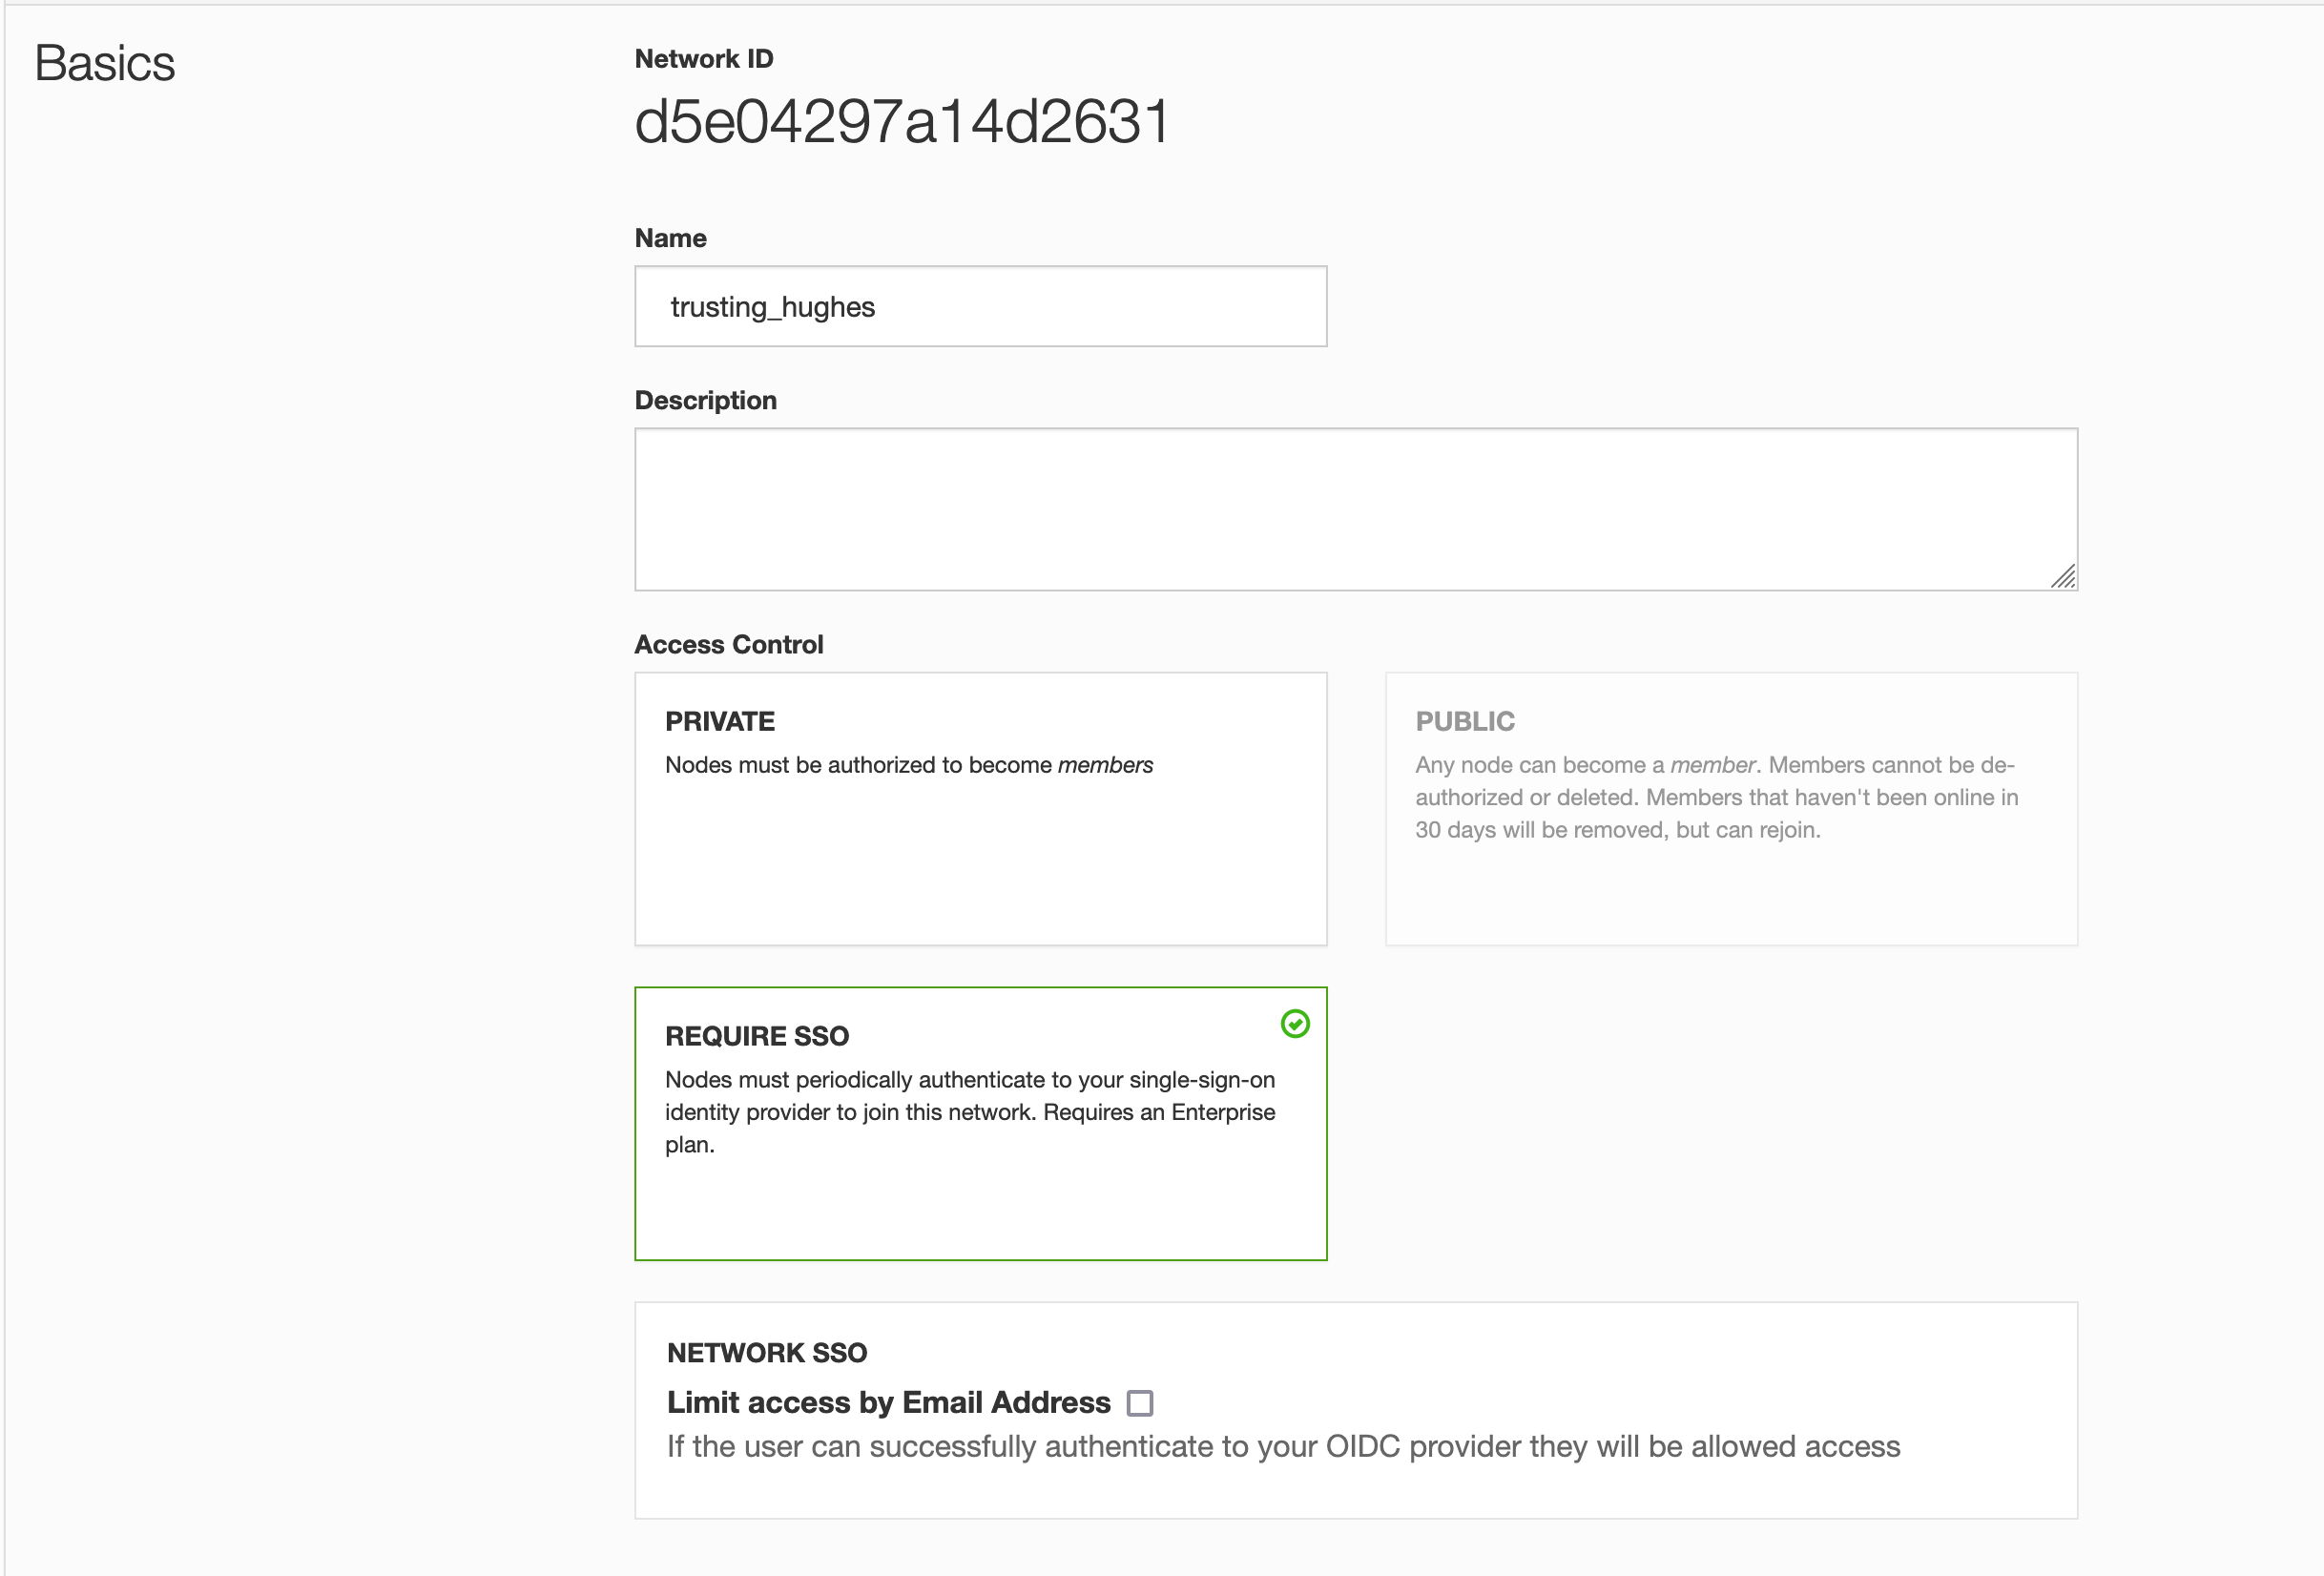 Basics
Network ID
d5e04297a14d2631
Name
trusting_hughes
Description
Access Control
PRIVATE
Nodes must be authorized to become members
PUBLIC
Any node can become a member. Members cannot be de-
authorized or deleted. Members that haven't been online in
30 days will be removed, but can rejoin.
REQUIRE SSO
Nodes must periodically authenticate to your single-sign-on
identity provider to join this network. Requires an Enterprise
plan.
NETWORK SSO
Limit access by Email Address
If the user can successfully authenticate to your OIDC provider they will be allowed access